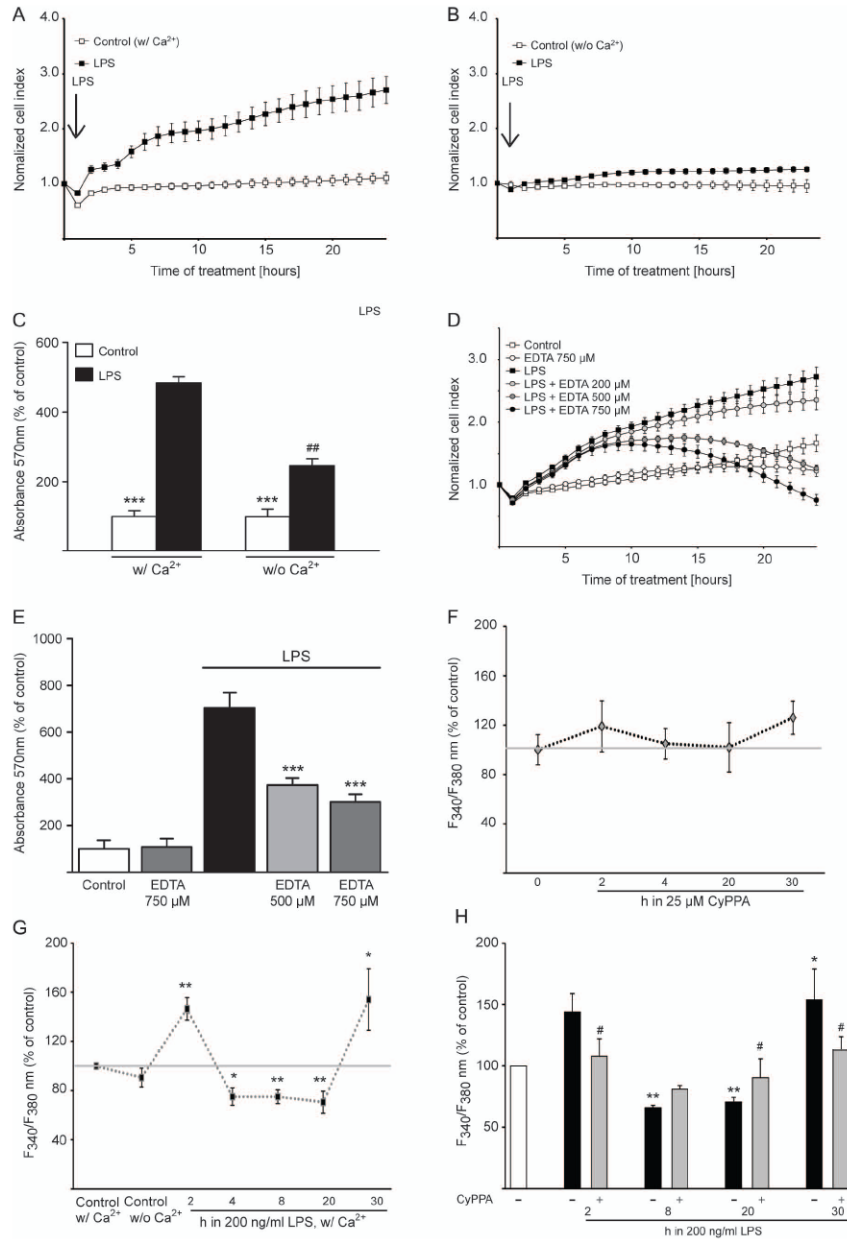 A
4.0
3.0
2.0
1.0
Normalized cell index
Control (w/ Ca²⁺)
LPS
LPS
5
10
15
20
Time of treatment [hours]
B
4.0
3.0
2.0
1.0
Nomalized cell index
Control (w/o Ca²⁺)
LPS
LPS
5
10
15
20
Time of treatment [hours]
C
LPS
600
400
200
Absorbance 570nm (% of control)
Control
LPS
***
***
##
w/ Ca²⁺
w/o Ca²⁺
D
3.0
2.0
1.0
Nomalized cell index
Control
EDTA 750 µM
LPS
LPS + EDTA 200 µM
LPS + EDTA 500 µM
LPS + EDTA 750 µM
5
10
15
20
Time of treatment [hours]
E
1000
800
600
400
200
Absorbance 570nm (% of control)
LPS
***
***
Control
EDTA
750 µM
EDTA
500 µM
EDTA
750 µM
F
200
160
120
80
40
F340/F380 nm (% of control)
0
2
4
20
30
h in 25 µM CyPPA
G
200
160
120
80
40
F340/F380 nm (% of control)
**
*
**
**
*
Control
w/ Ca²⁺
Control
w/o Ca²⁺
2
4
8
20
30
h in 200 ng/ml LPS, w/ Ca²⁺
H
200
150
100
50
F340/F380 nm (% of control)
#
**
**
#
*
#
CyPPA
− − + − + − + − +
2
8
20
30
h in 200 ng/ml LPS